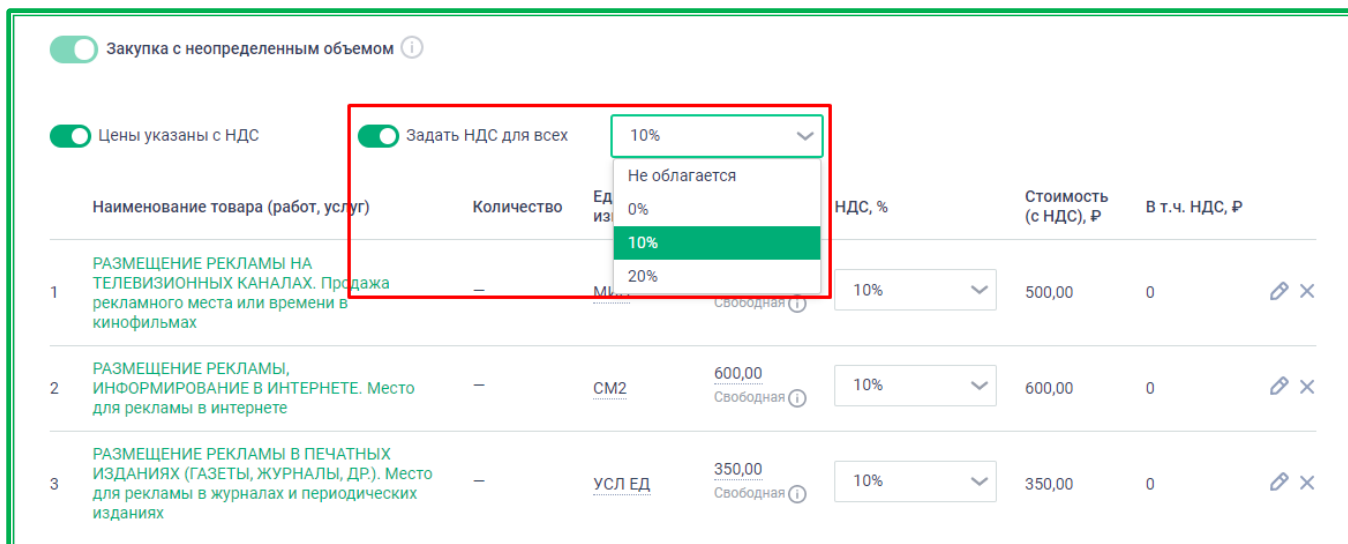 Закупка с неопределенным объемом
Цены указаны с НДС
Задать НДС для всех
10%
Не облагается
0%
10%
20%
Наименование товара (работ, услуг)
Количество
Ед
из
НДС, %
Стоимость
(с НДС), ₽
В т.ч. НДС, ₽
1
РАЗМЕЩЕНИЕ РЕКЛАМЫ НА
ТЕЛЕВИЗИОННЫХ КАНАЛАХ. Продажа
рекламного места или времени в
кинофильмах
—
Свободная
10%
500,00
0
2
РАЗМЕЩЕНИЕ РЕКЛАМЫ,
ИНФОРМИРОВАНИЕ В ИНТЕРНЕТЕ. Место
для рекламы в интернете
—
СМ2
600,00
Свободная
10%
600,00
0
3
РАЗМЕЩЕНИЕ РЕКЛАМЫ В ПЕЧАТНЫХ
ИЗДАНИЯХ (ГАЗЕТЫ, ЖУРНАЛЫ, ДР.). Место
для рекламы в журналах и периодических
изданиях
—
УСЛ ЕД
350,00
Свободная
10%
350,00
0